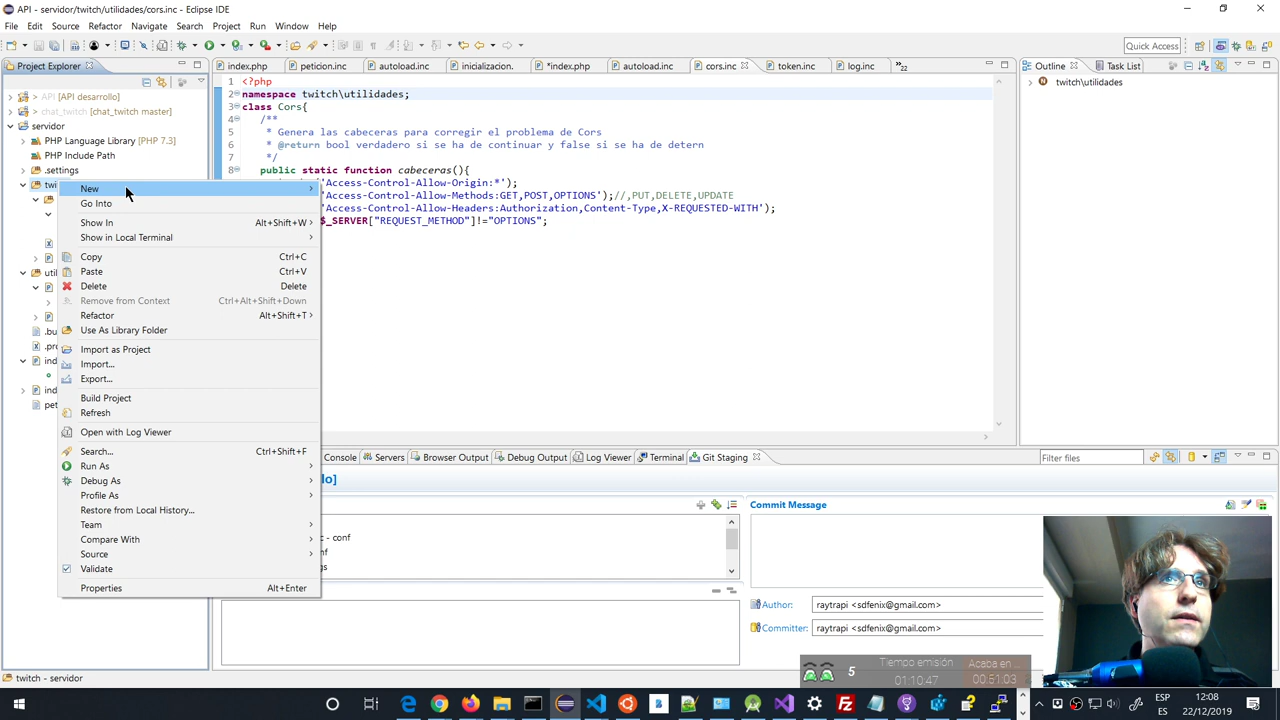 API - servidor/twitch/utilidades/cors.inc - Eclipse IDE
File Edit Source Refactor Navigate Search Project Run Window Help
Quick Access
Project Explorer
index.php peticion.inc autoload.inc inicializacion. *index.php autoload.inc cors.inc token.inc log.inc »22
Outline Task List
API [API desarrollo]
> chat_twitch [chat_twitch master]
servidor
PHP Language Library [PHP 7.3]
PHP Include Path
.settings
twi
uti
.bu
.pro
ind
ind
pet
New
Go Into
Show In Alt+Shift+W
Show in Local Terminal
Copy Ctrl+C
Paste Ctrl+V
Delete Delete
Remove from Context Ctrl+Alt+Shift+Down
Refactor Alt+Shift+T
Use As Library Folder
Import as Project
Import...
Export...
Build Project
Refresh
Open with Log Viewer
Search... Ctrl+Shift+F
Run As
Debug As
Profile As
Restore from Local History...
Team
Compare With
Source
Validate
Properties Alt+Enter
1 <?php
2 namespace twitch\utilidades;
3 class Cors{
4 /**
5 * Genera las cabeceras para corregir el problema de Cors
6 * @return bool verdadero si se ha de continuar y false si se ha de detern
7 */
8 public static function cabeceras(){
'Access-Control-Allow-Origin:*');
'Access-Control-Allow-Methods:GET,POST,OPTIONS');//,PUT,DELETE,UPDATE
'Access-Control-Allow-Headers:Authorization,Content-Type,X-REQUESTED-WITH');
$_SERVER["REQUEST_METHOD"]!="OPTIONS";
twitch\utilidades
Console Servers Browser Output Debug Output Log Viewer Terminal Git Staging
Filter files
lo]
c - conf
nf
gs
Commit Message
Author: raytrapi <sdfenix@gmail.com>
Committer: raytrapi <sdfenix@gmail.com>
5
Tiempo emisión
01:10:47
Acaba en ...
00:51:03
twitch - servidor
ESP
ES
12:08
22/12/2019